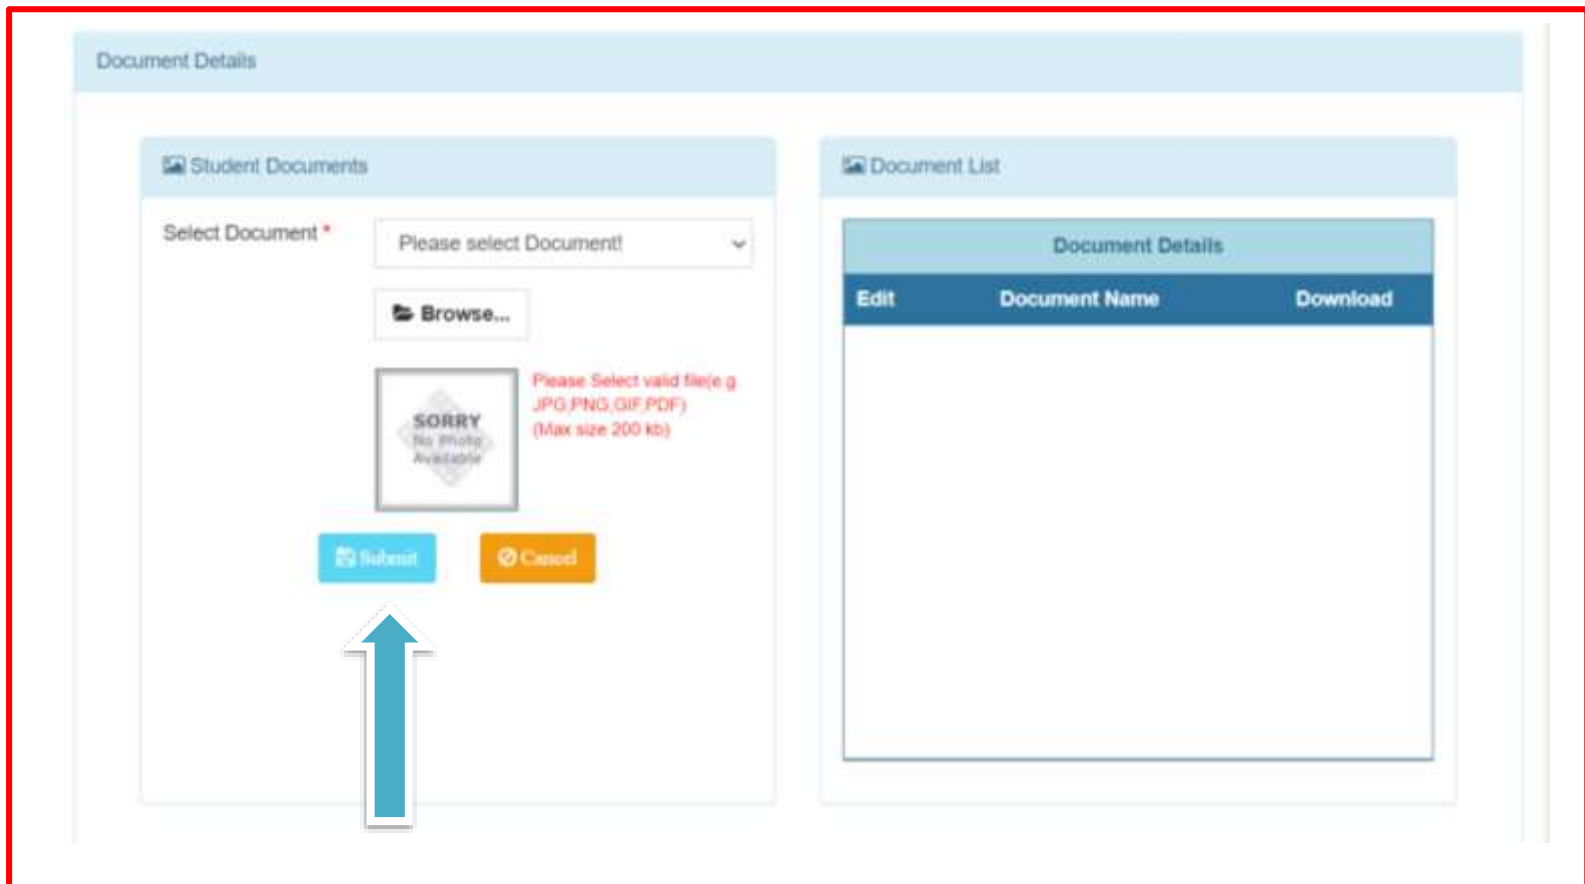 Document Details
Student Documents
Select Document *
Please select Document!
Browse...
SORRY
No Photo
Available
Please Select valid file(e.g.
JPG,PNG,GIF,PDF)
(Max size 200 kb)
Submit
Cancel
Document List
Document Details
Edit Document Name Download